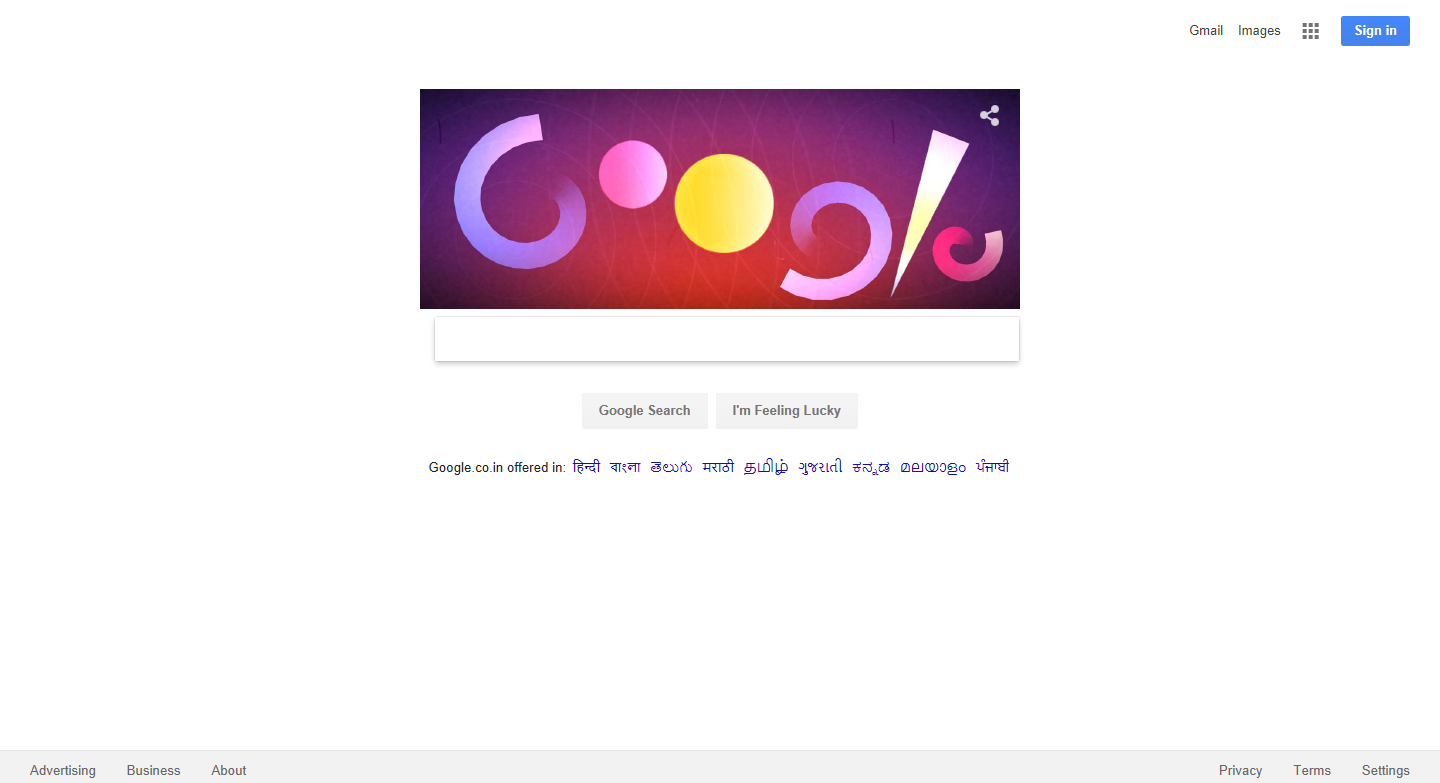 Gmail Images Sign in
Google
Google Search I'm Feeling Lucky
Google.co.in offered in: हिन्दी বাংলা తెలుగు मराठी தமிழ் ગુજરાતી ಕನ್ನಡ മലയാളം ਪੰਜਾਬੀ
Advertising Business About Privacy Terms Settings